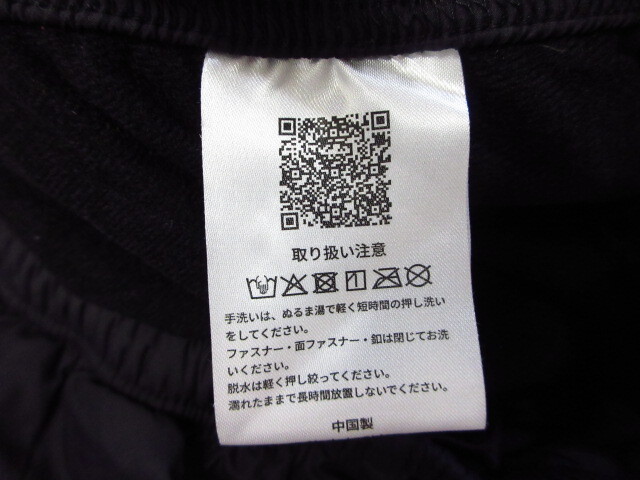 取り扱い注意
手洗いは、ぬるま湯で軽く短時間の押し洗い
をしてください。
ファスナー・面ファスナー・釦は閉じてお洗
いください。
脱水は軽く押し絞ってください。
濡れたままで長時間放置しないでください。
中国製